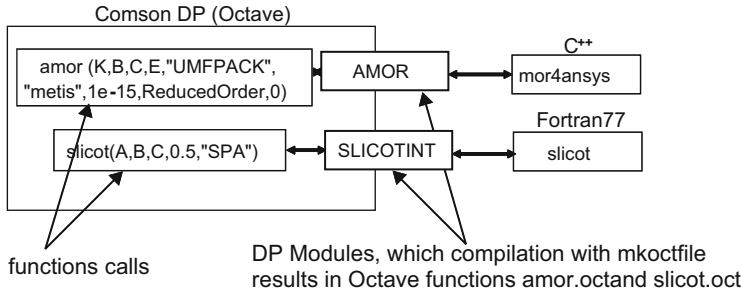 Comson DP (Octave)
C++
amor (K,B,C,E,"UMFPACK",
"metis",1e-15,ReducedOrder,0)
AMOR
mor4ansys
Fortran77
slicot(A,B,C,0.5,"SPA")
SLICOTINT
slicot
functions calls
DP Modules, which compilation with mkoctfile
results in Octave functions amor.octand slicot.oct